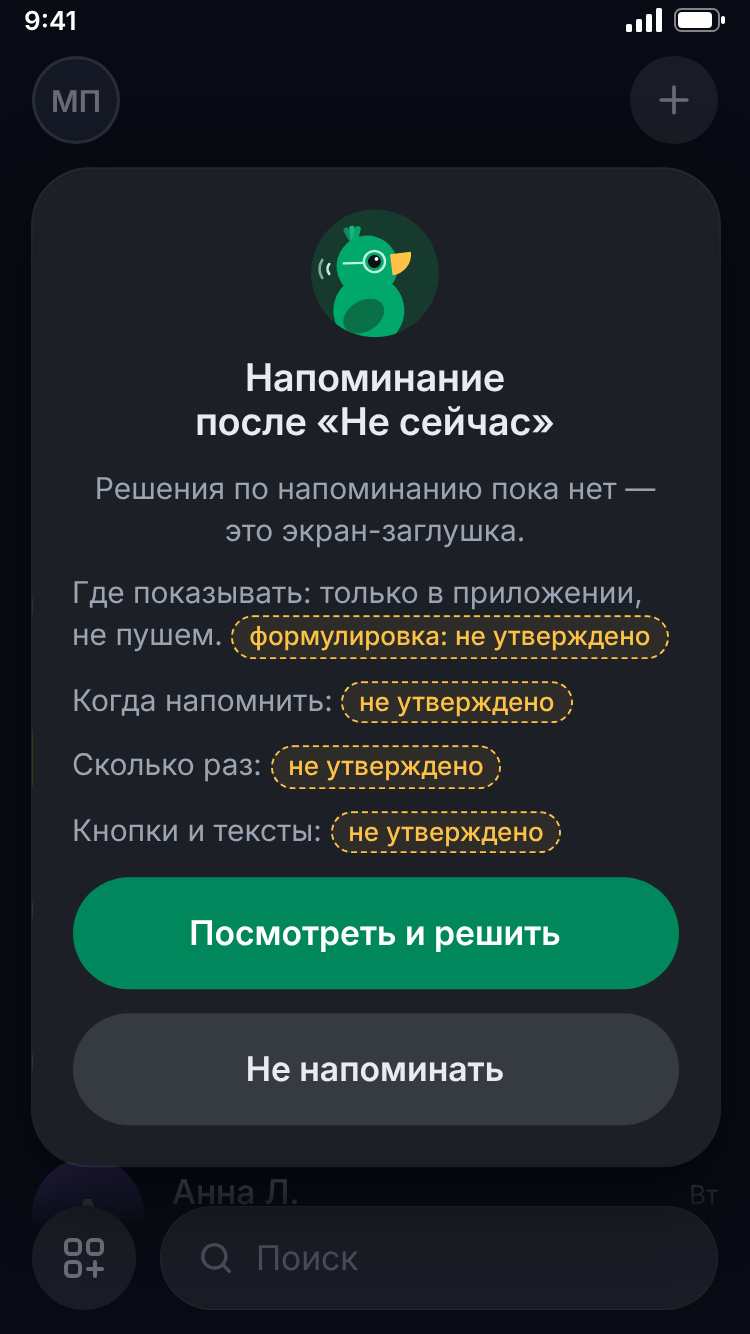 9:41
МП
Напоминание
после «Не сейчас»
Решения по напоминанию пока нет —
это экран-заглушка.
Где показывать: только в приложении,
не пушем. формулировка: не утверждено
Когда напомнить: не утверждено
Сколько раз: не утверждено
Кнопки и тексты: не утверждено
Посмотреть и решить
Не напоминать
Анна Л. Вт
Поиск